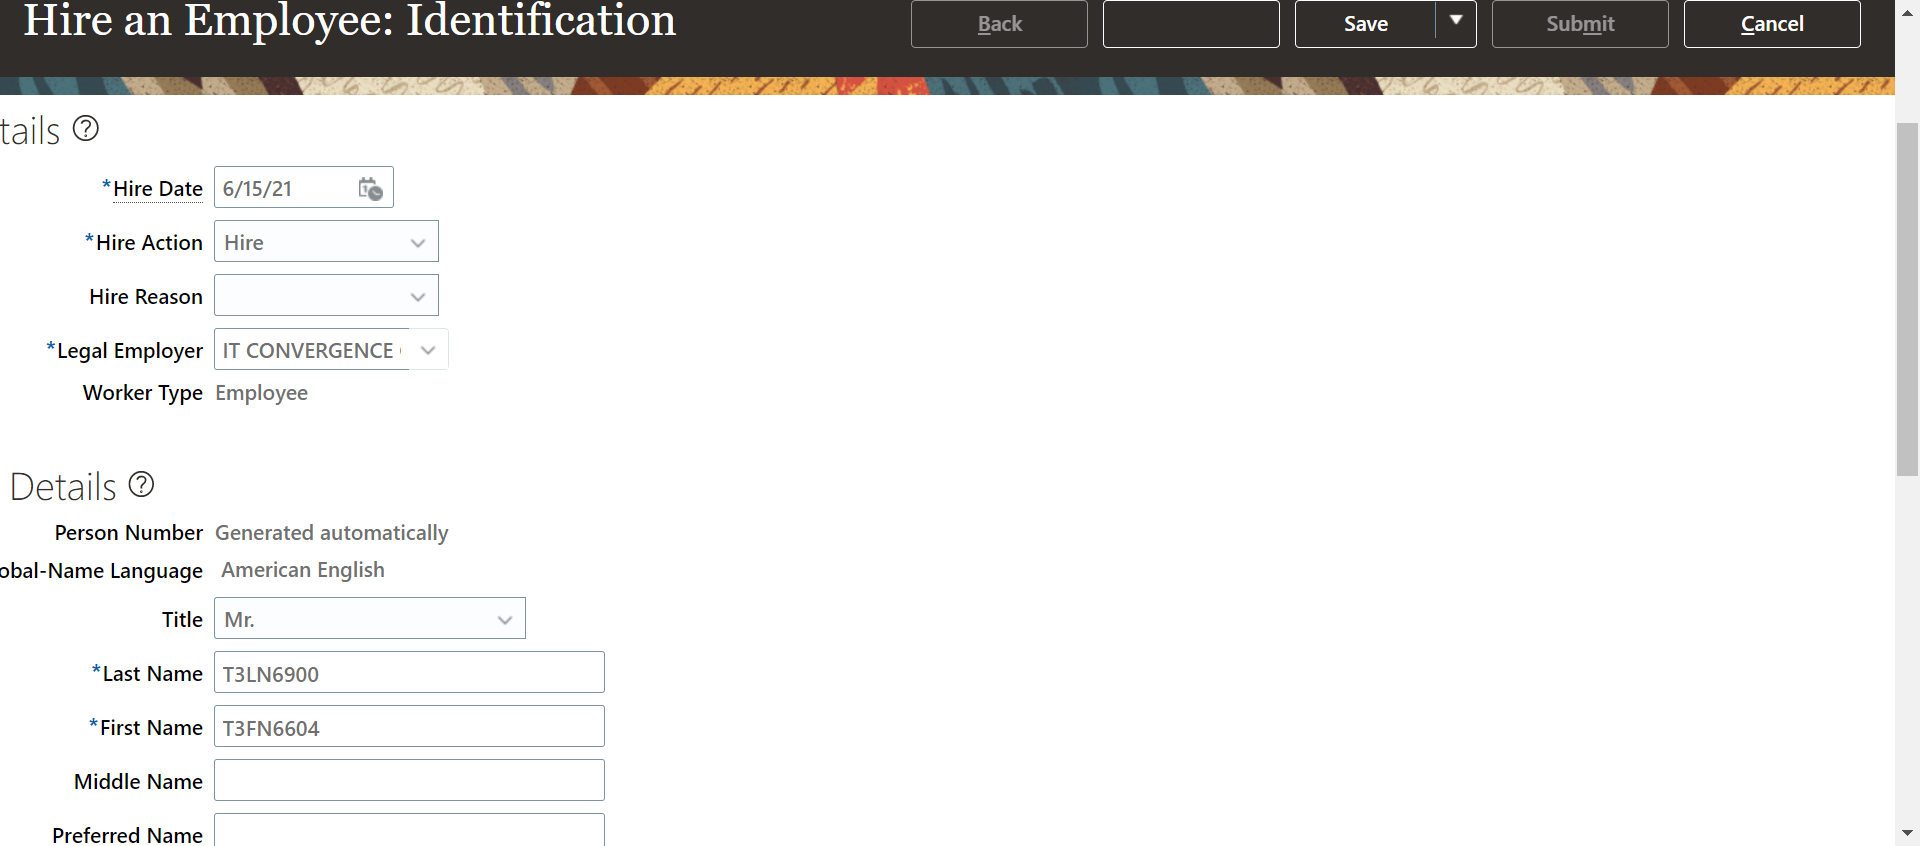 Hire an Employee: Identification
Back
Save
Submit
Cancel
tails ?
*Hire Date 6/15/21
*Hire Action Hire
Hire Reason
*Legal Employer IT CONVERGENCE
Worker Type Employee
Details ?
Person Number Generated automatically
obal-Name Language American English
Title Mr.
*Last Name T3LN6900
*First Name T3FN6604
Middle Name
Preferred Name